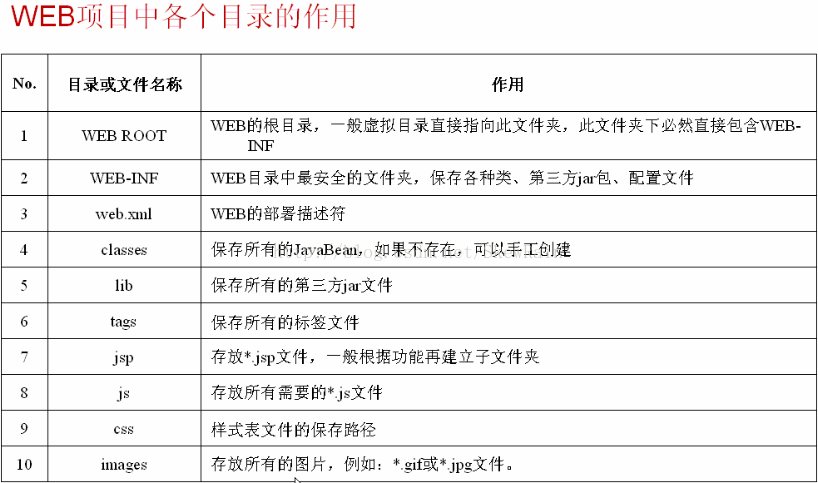 WEB项目中各个目录的作用
No. 目录或文件名称 作用
1 WEB ROOT WEB的根目录，一般虚拟目录直接指向此文件夹，此文件夹下必然直接包含WEB-
INF
2 WEB-INF WEB目录中最安全的文件夹，保存各种类、第三方jar包、配置文件
3 web.xml WEB的部署描述符
4 classes 保存所有的JavaBean，如果不存在，可以手工创建
5 lib 保存所有的第三方jar文件
6 tags 保存所有的标签文件
7 jsp 存放*.jsp文件，一般根据功能再建立子文件夹
8 js 存放所有需要的*.js文件
9 css 样式表文件的保存路径
10 images 存放所有的图片，例如：*.gif或*.jpg文件。